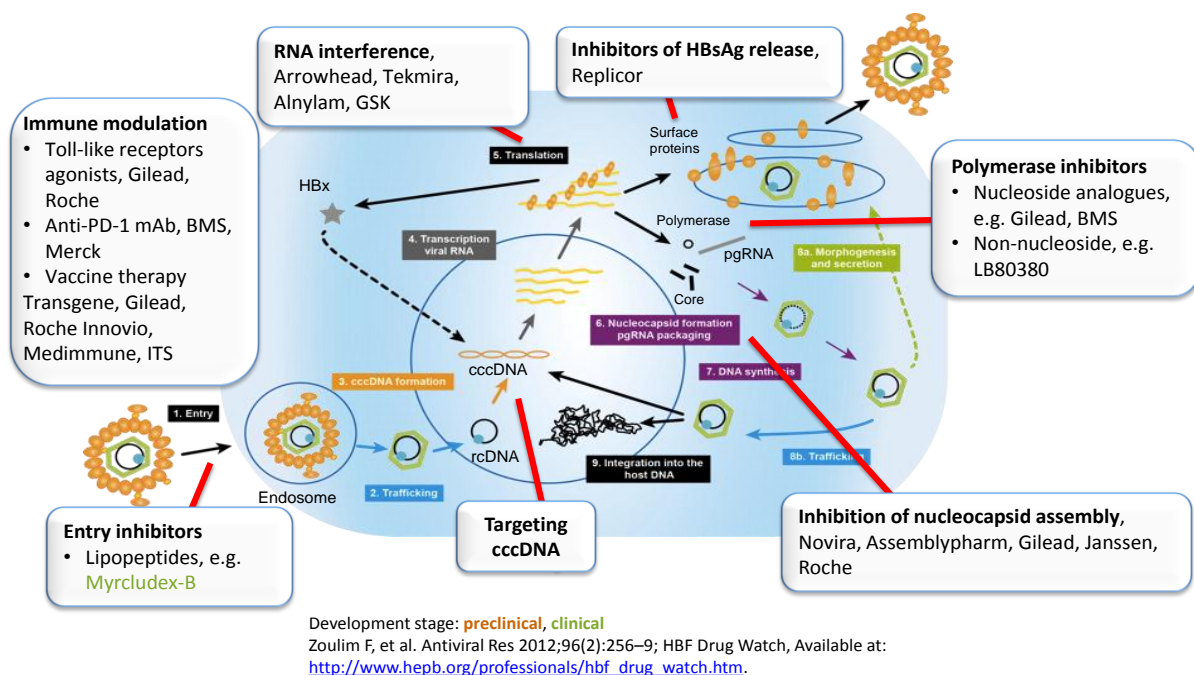 RNA interference,
Arrowhead, Tekmira,
Alnylam, GSK
Inhibitors of HBsAg release,
Replicor
Immune modulation
• Toll-like receptors
agonists, Gilead,
Roche
• Anti-PD-1 mAb, BMS,
Merck
• Vaccine therapy
Transgene, Gilead,
Roche Innovio,
Medimmune, ITS
Surface
proteins
5. Translation
HBx
Polymerase inhibitors
• Nucleoside analogues,
e.g. Gilead, BMS
• Non-nucleoside, e.g.
LB80380
Polymerase
pgRNA
Core
4. Transcription
viral RNA
8a. Morphogenesis
and secretion
6. Nucleocapsid formation
pgRNA packaging
cccDNA
3. cccDNA formation
7. DNA synthesis
1. Entry
rcDNA
Endosome
2. Trafficking
9. Integration into the
host DNA
8b. Trafficking
Entry inhibitors
• Lipopeptides, e.g.
Myrcludex-B
Targeting
cccDNA
Inhibition of nucleocapsid assembly,
Novira, Assemblypharm, Gilead, Janssen,
Roche
Development stage: preclinical, clinical
Zoulim F, et al. Antiviral Res 2012;96(2):256–9; HBF Drug Watch, Available at:
http://www.hepb.org/professionals/hbf_drug_watch.htm.